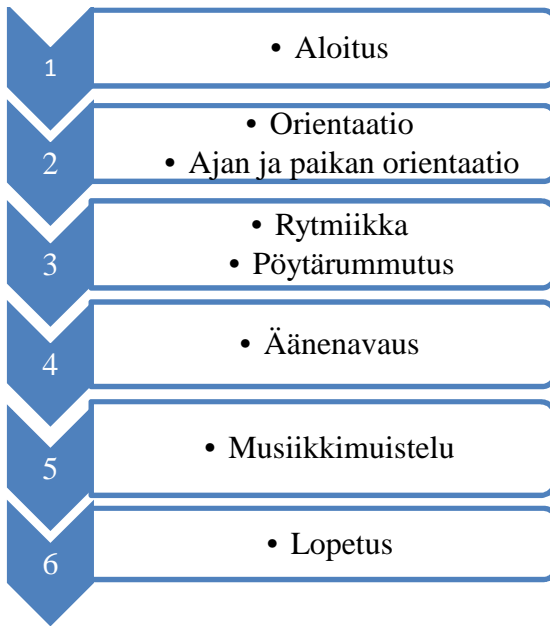 1
• Aloitus
2
• Orientaatio
• Ajan ja paikan orientaatio
3
• Rytmiikka
• Pöytärummutus
4
• Äänenavaus
5
• Musiikkimuistelu
6
• Lopetus